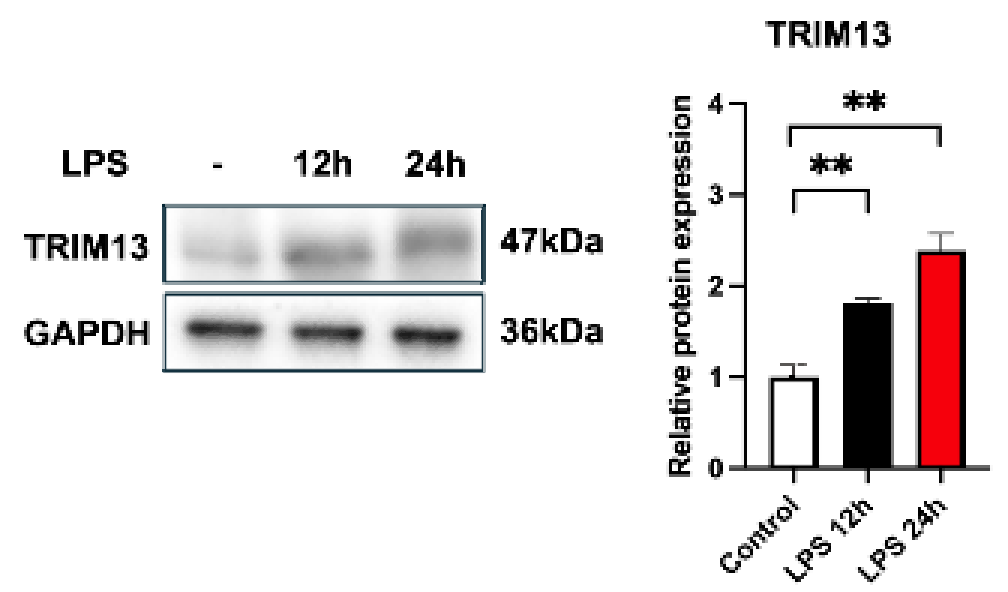 LPS - 12h 24h
TRIM13 47kDa
GAPDH 36kDa
TRIM13
Relative protein expression
4
3
2
1
0
**
**
Control
LPS 12h
LPS 24h